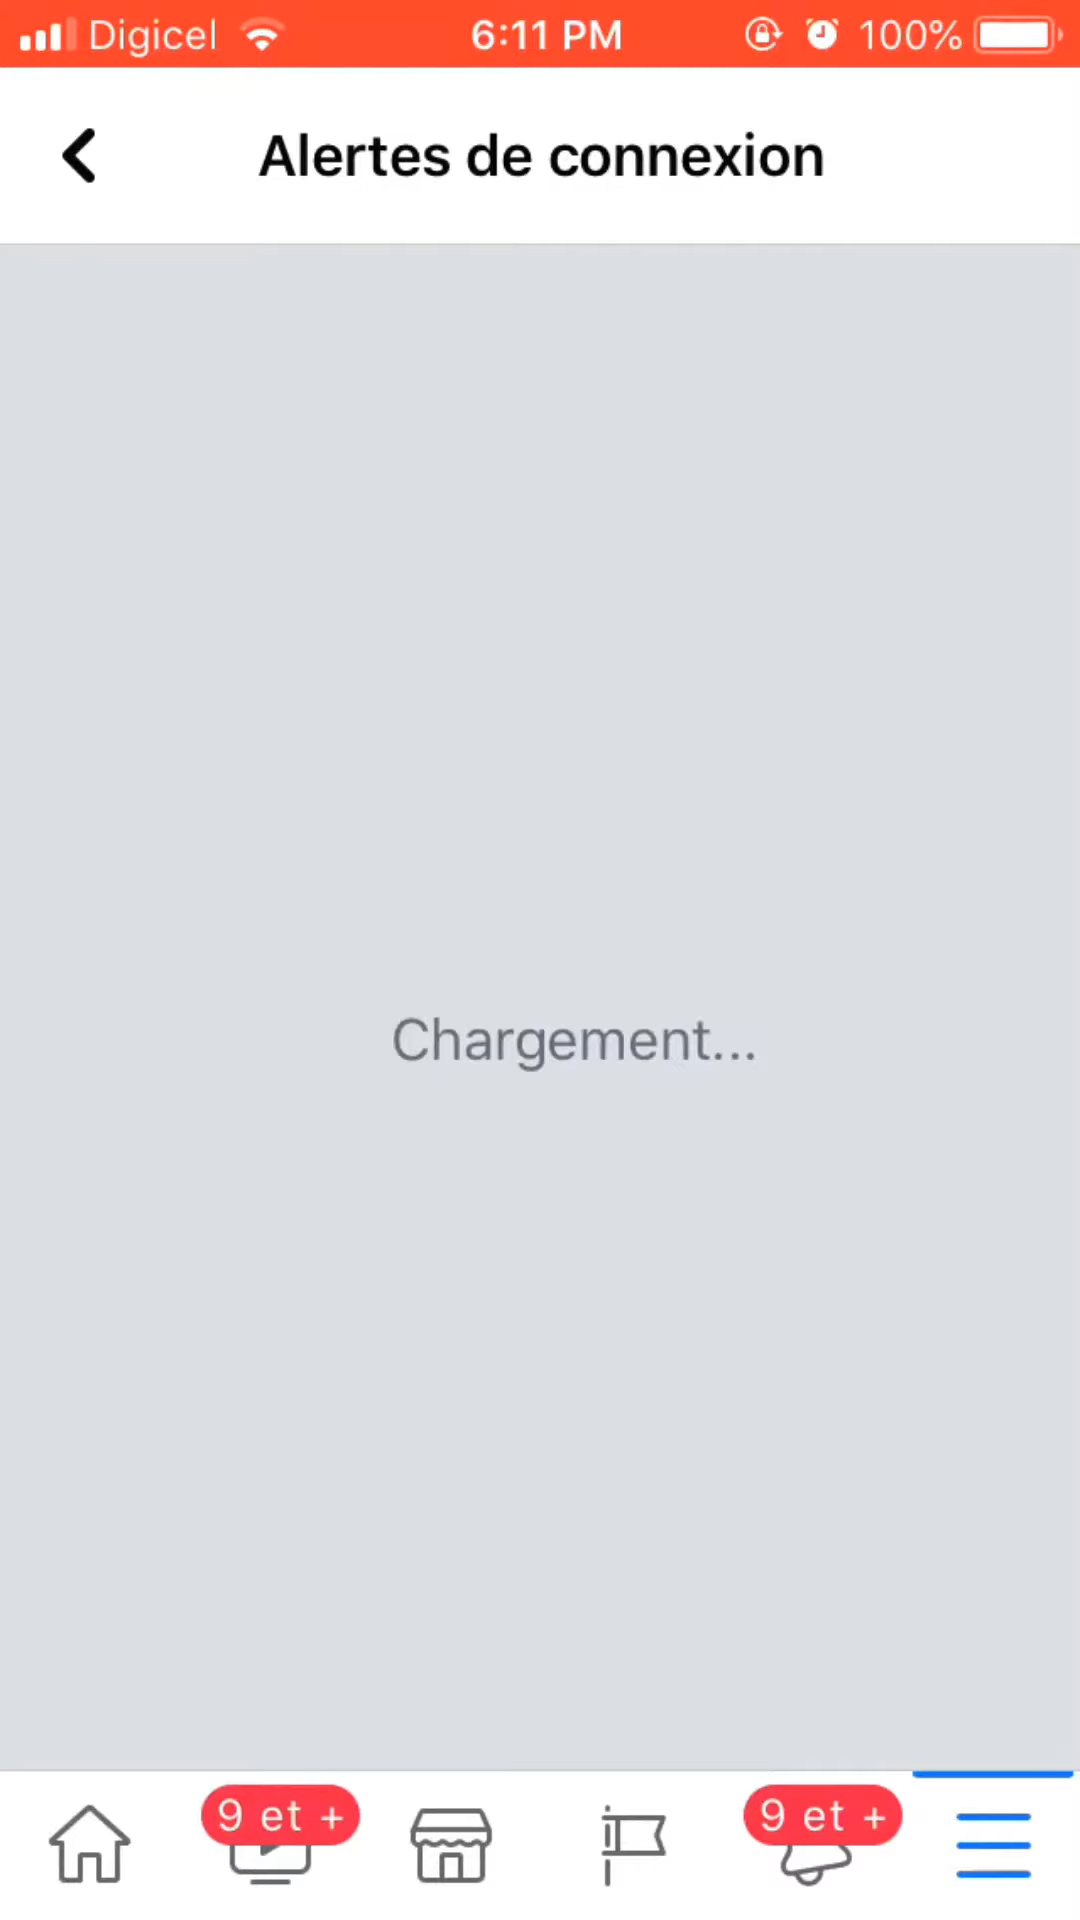 Digicel 6:11 PM 100%
Alertes de connexion
Chargement...
9 et + 9 et +